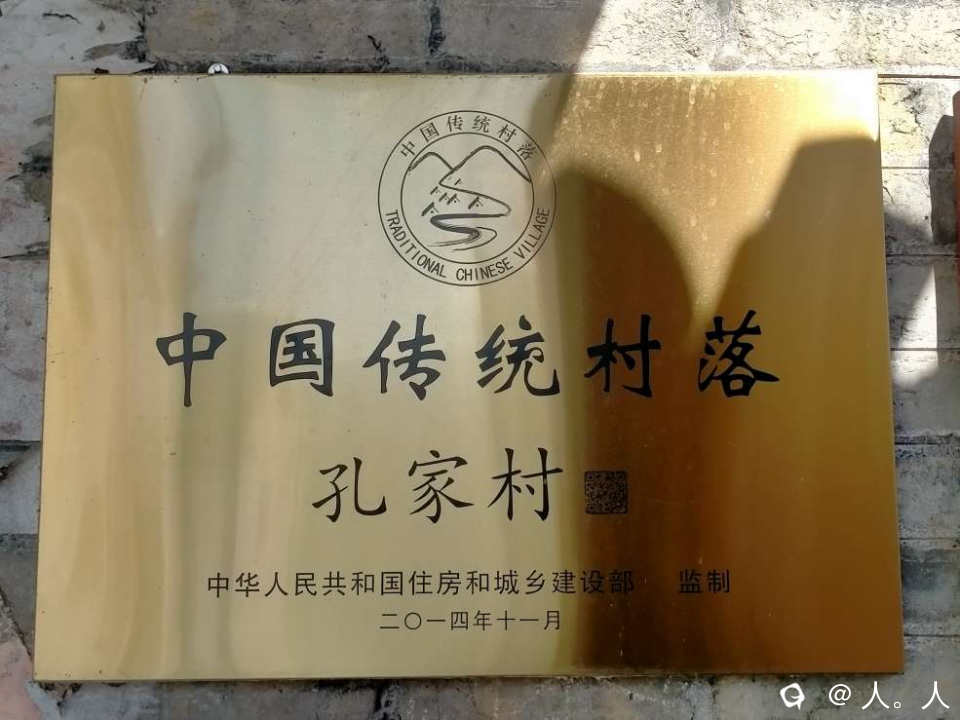 中国传统村落
TRADITIONAL CHINESE VILLAGE
中国传统村落
孔家村
中华人民共和国住房和城乡建设部 监制
二〇一四年十一月
@人。人